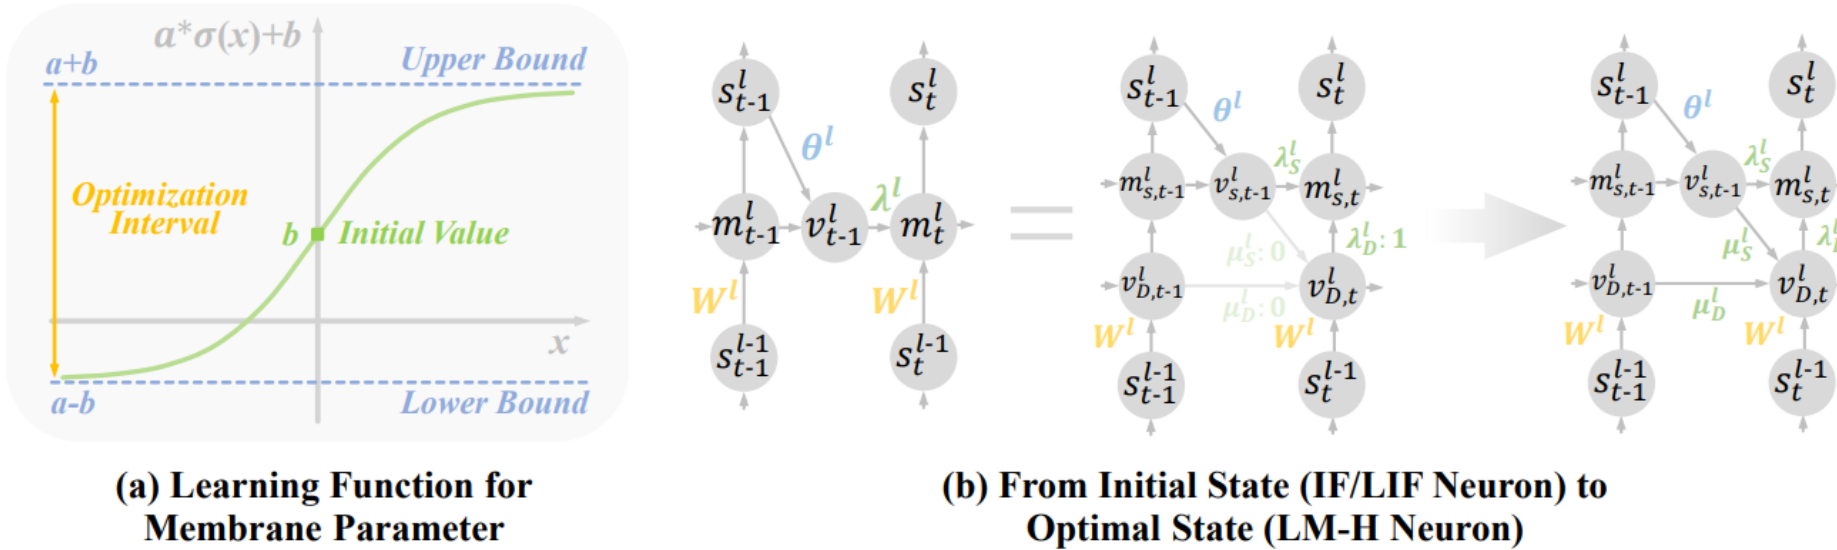 a*σ(x)+b
a+b
Upper Bound
Optimization
Interval
b
Initial Value
x
a-b
Lower Bound
(a) Learning Function for
Membrane Parameter
s^l_{t-1} s^l_t
θ^l
λ^l
m^l_{t-1} v^l_{t-1} m^l_t
W^l W^l
s^{l-1}_{t-1} s^{l-1}_t
=
s^l_{t-1} s^l_t
θ^l
λ^l_S
m^l_{s,t-1} v^l_{s,t-1} m^l_{s,t}
μ^l_S: 0 λ^l_D: 1
v^l_{D,t-1} v^l_{D,t}
μ^l_D: 0
W^l W^l
s^{l-1}_{t-1} s^{l-1}_t
s^l_{t-1} s^l_t
θ^l
λ^l_S
m^l_{s,t-1} v^l_{s,t-1} m^l_{s,t}
μ^l_S λ^l_D
v^l_{D,t-1} v^l_{D,t}
μ^l_D
W^l W^l
s^{l-1}_{t-1} s^{l-1}_t
(b) From Initial State (IF/LIF Neuron) to
Optimal State (LM-H Neuron)